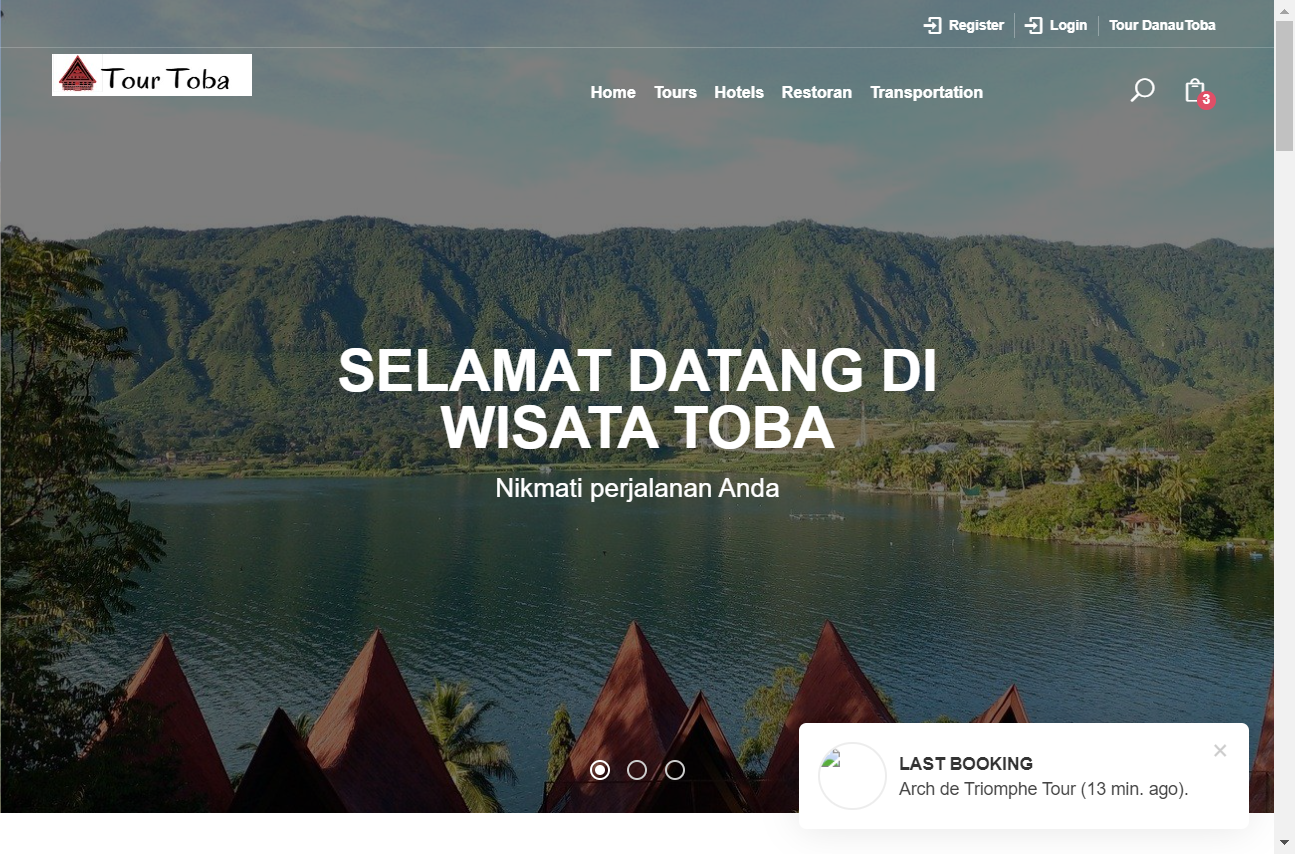 Register Login Tour DanauToba
Tour Toba
Home Tours Hotels Restoran Transportation
3
SELAMAT DATANG DI
WISATA TOBA
Nikmati perjalanan Anda
LAST BOOKING
Arch de Triomphe Tour (13 min. ago).